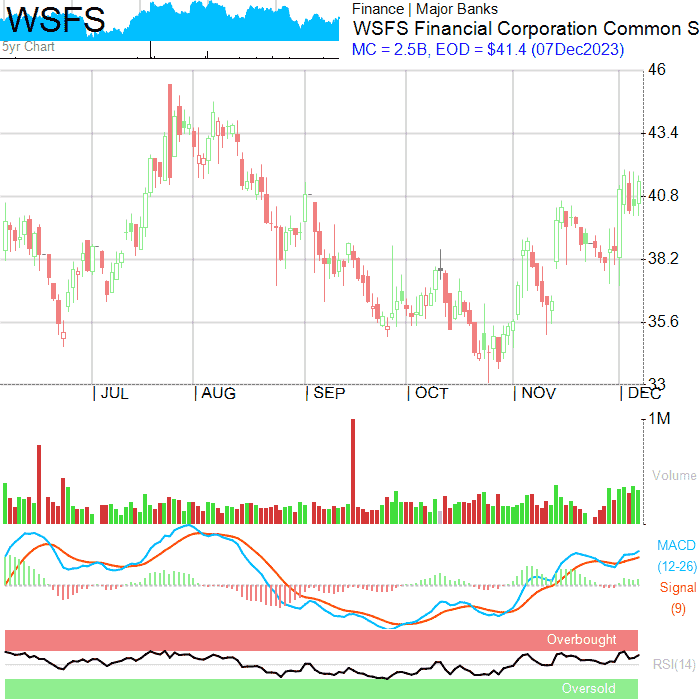 WSFS
5yr Chart
Finance | Major Banks
WSFS Financial Corporation Common S
MC = 2.5B, EOD = $41.4 (07Dec2023)
46
43.4
40.8
38.2
35.6
33
| JUL
| AUG
| SEP
| OCT
| NOV
| DEC
1M
Volume
MACD
(12-26)
Signal
(9)
Overbought
RSI(14)
Oversold